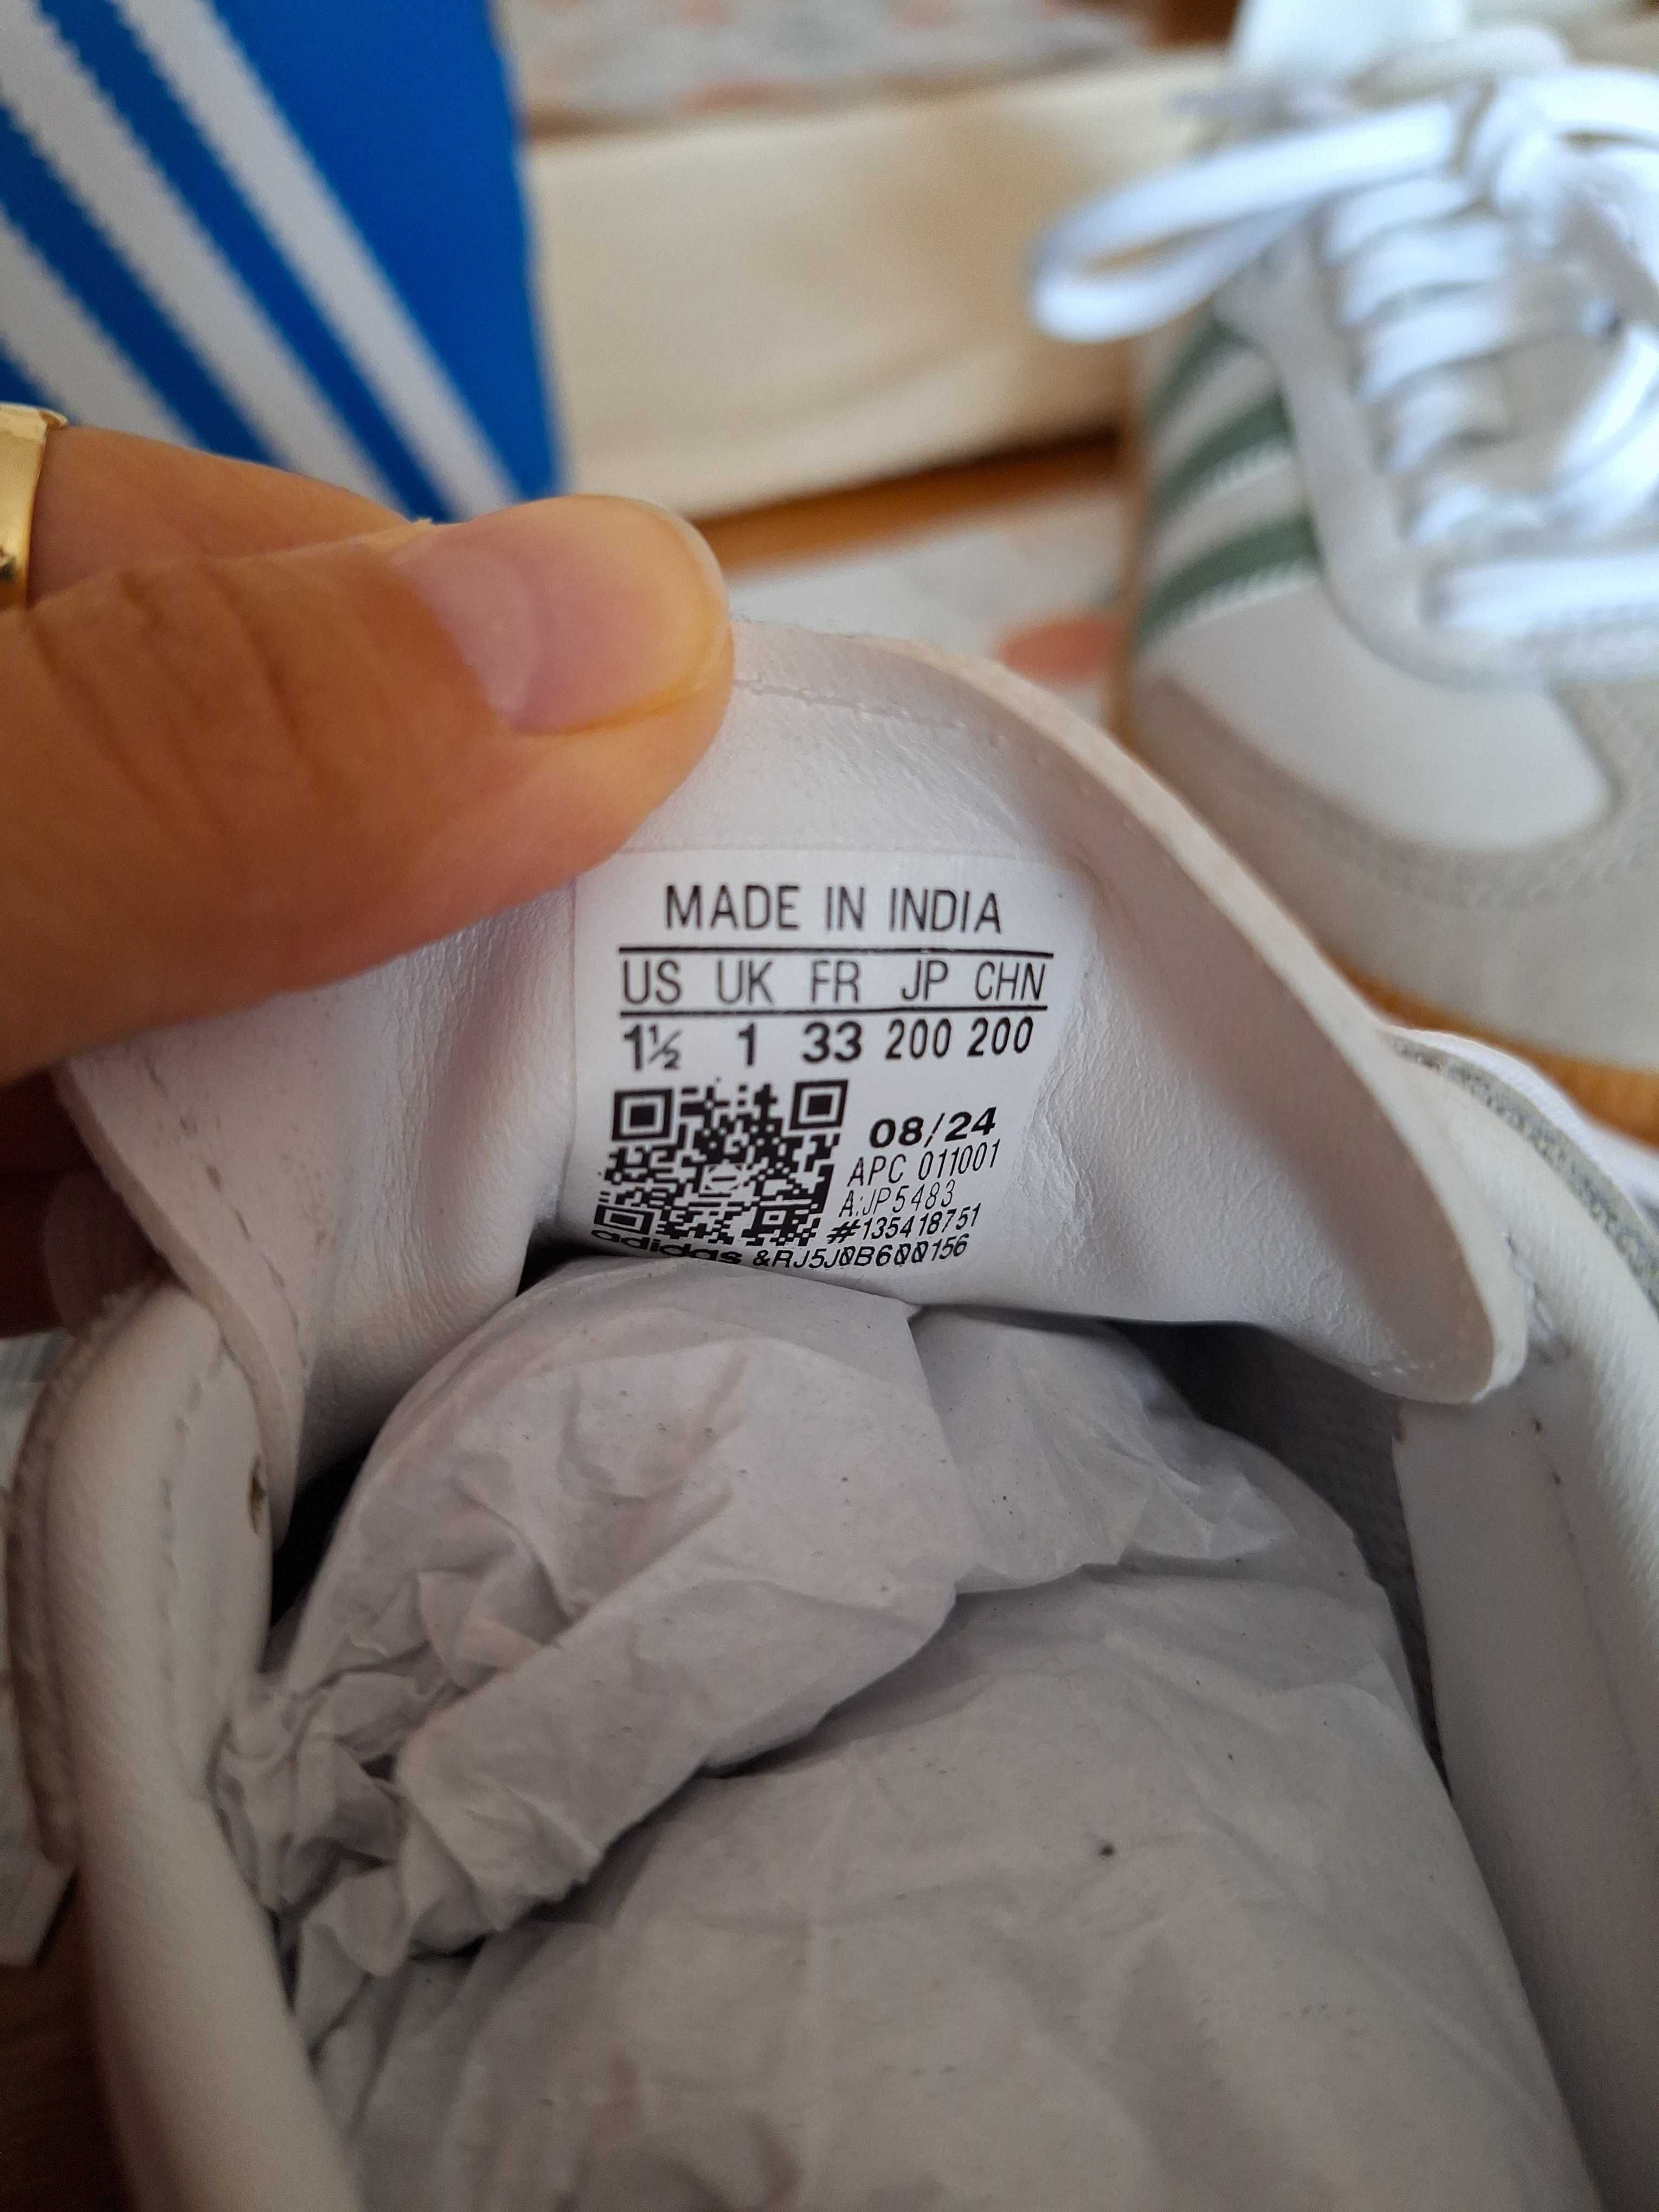 MADE IN INDIA
US UK FR JP CHN
1½ 1 33 200 200
08/24
APC 011001
A:JP5483
#135418751
adidas &RJ5J0B600156